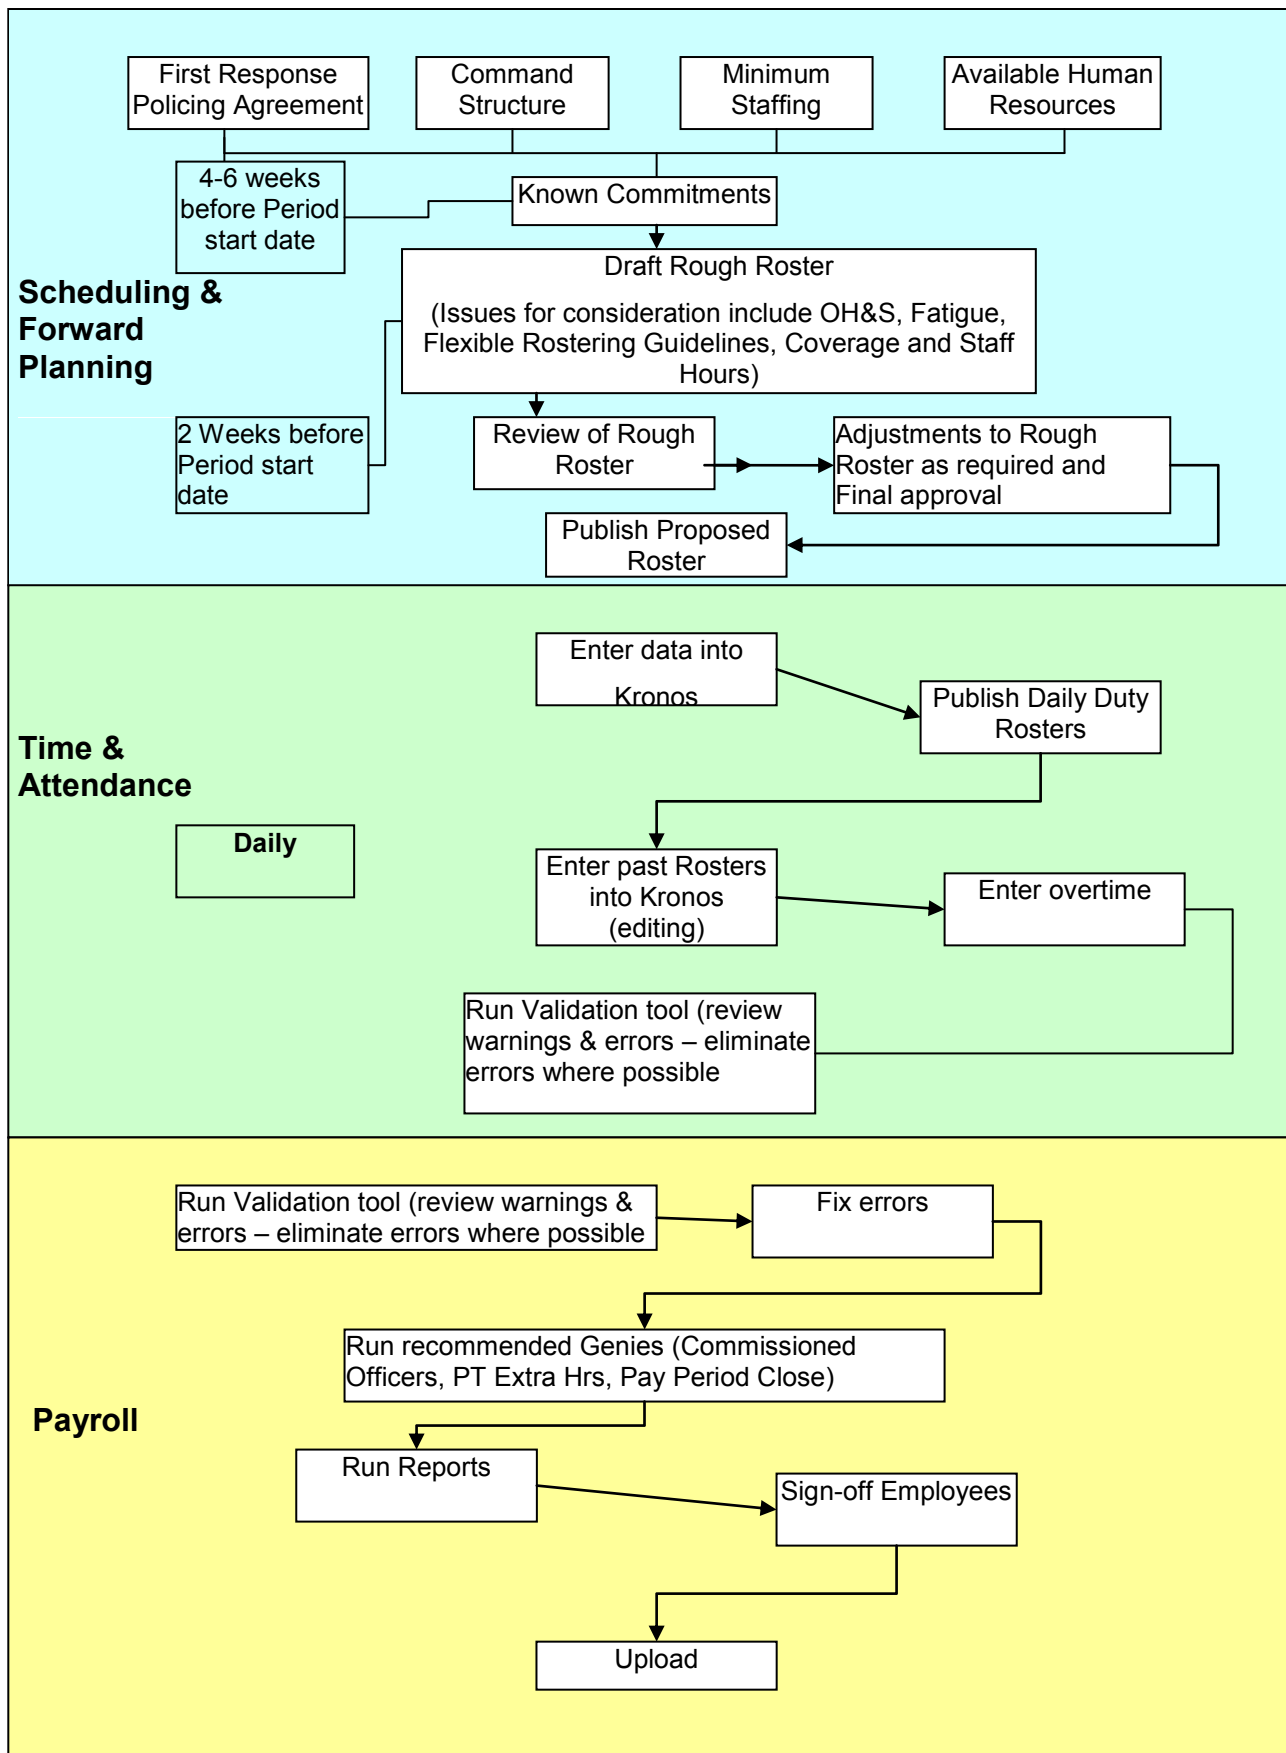 First Response
Policing Agreement
Command
Structure
Minimum
Staffing
Available Human
Resources
4-6 weeks
before Period
start date
Known Commitments
Draft Rough Roster
(Issues for consideration include OH&S, Fatigue,
Flexible Rostering Guidelines, Coverage and Staff
Hours)
Scheduling &
Forward
Planning
2 Weeks before
Period start
date
Review of Rough
Roster
Adjustments to Rough
Roster as required and
Final approval
Publish Proposed
Roster
Enter data into
Kronos
Publish Daily Duty
Rosters
Time &
Attendance
Daily
Enter past Rosters
into Kronos
(editing)
Enter overtime
Run Validation tool (review
warnings & errors – eliminate
errors where possible
Run Validation tool (review warnings &
errors – eliminate errors where possible
Fix errors
Run recommended Genies (Commissioned
Officers, PT Extra Hrs, Pay Period Close)
Payroll
Run Reports
Sign-off Employees
Upload